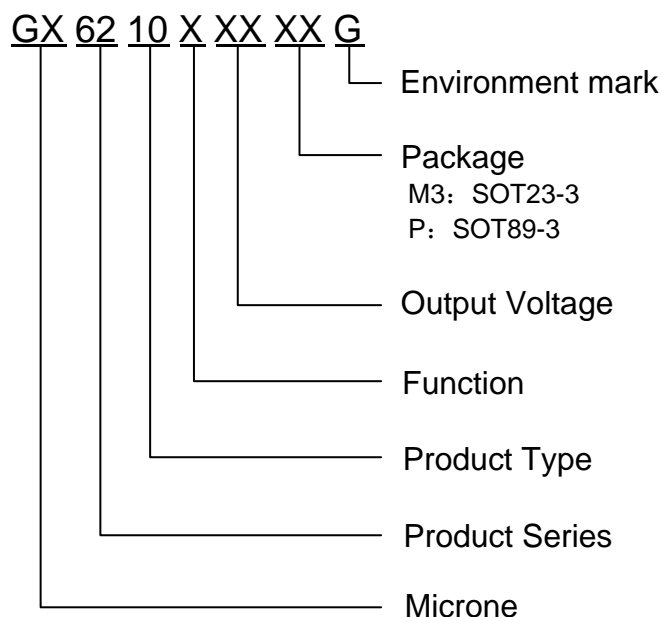 GX 62 10 X XX XX G
Environment mark
Package
M3：SOT23-3
P：SOT89-3
Output Voltage
Function
Product Type
Product Series
Microne